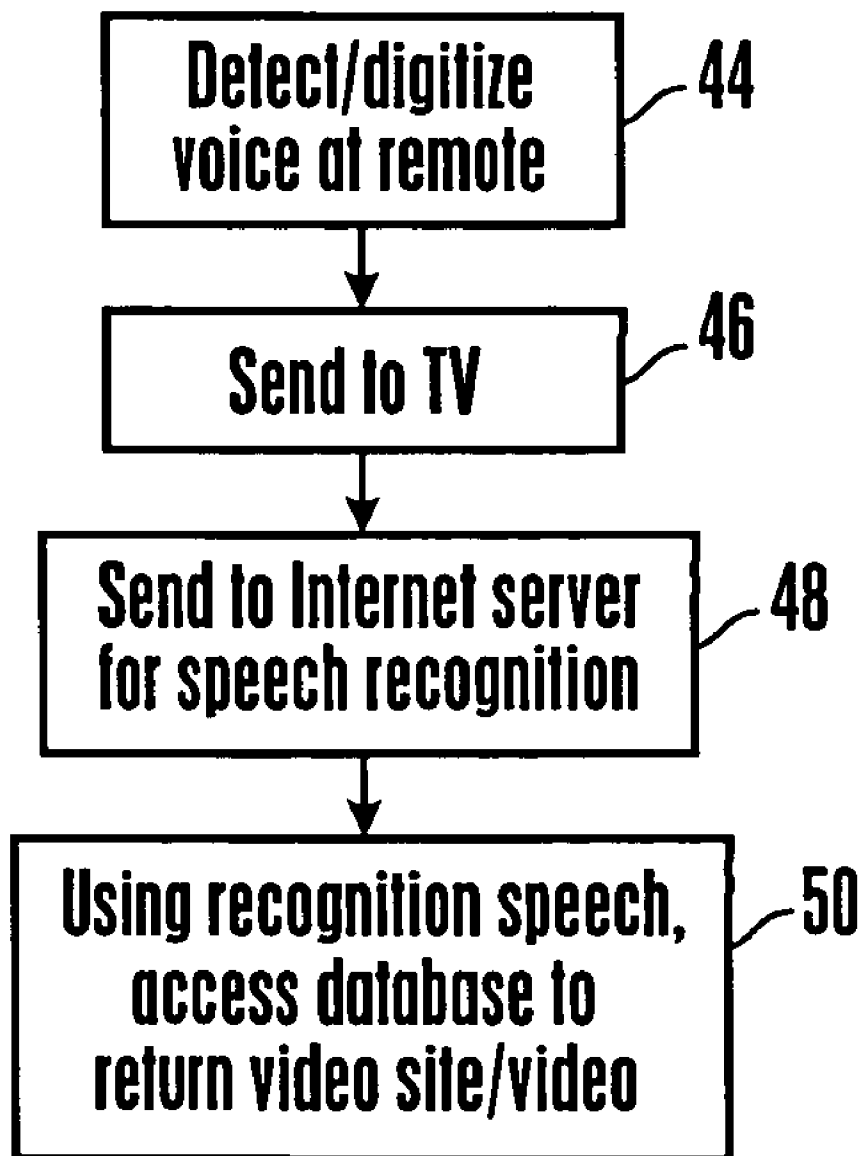 Detect/digitize
voice at remote
44
Send to TV
46
Send to Internet server
for speech recognition
48
Using recognition speech,
access database to
return video site/video
50